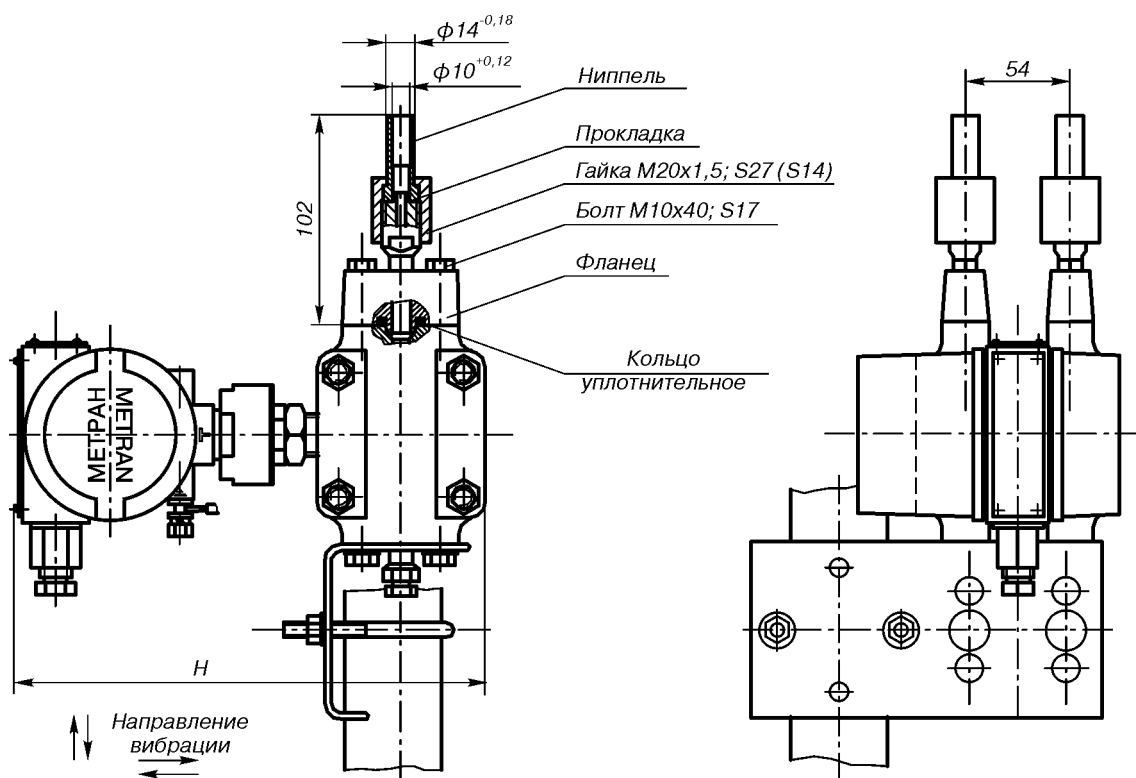 ф14-0,18
ф10+0,12
54
Ниппель
Прокладка
Гайка М20х1,5; S27 (S14)
Болт М10х40; S17
Фланец
102
Кольцо
уплотнительное
МЕТРАН
METRAN
Н
Направление
вибрации